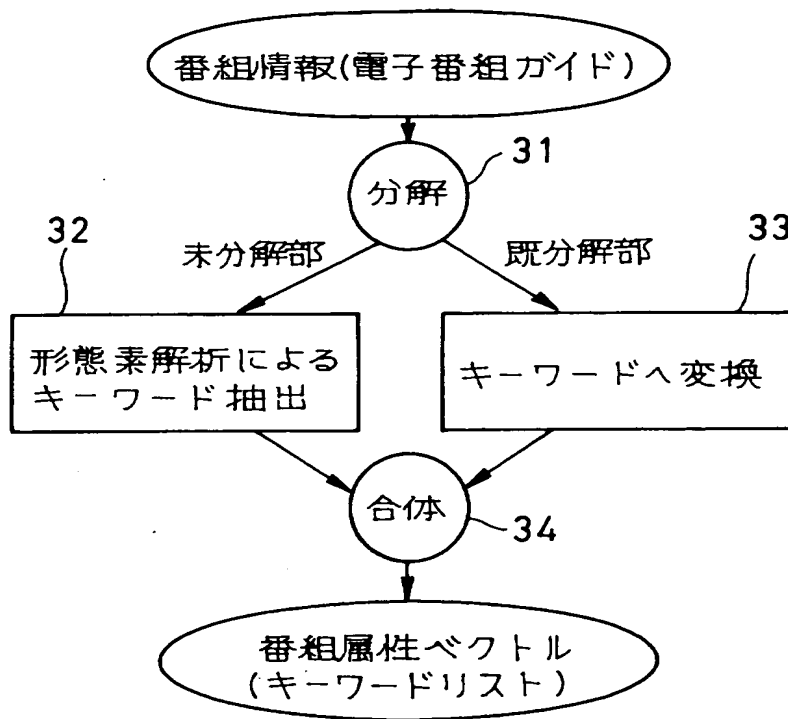 番組情報(電子番組ガイド)
31
分解
32
未分解部
既分解部
33
形態素解析による
キーワード抽出
キーワードへ変換
合体
34
番組属性ベクトル
(キーワードリスト)